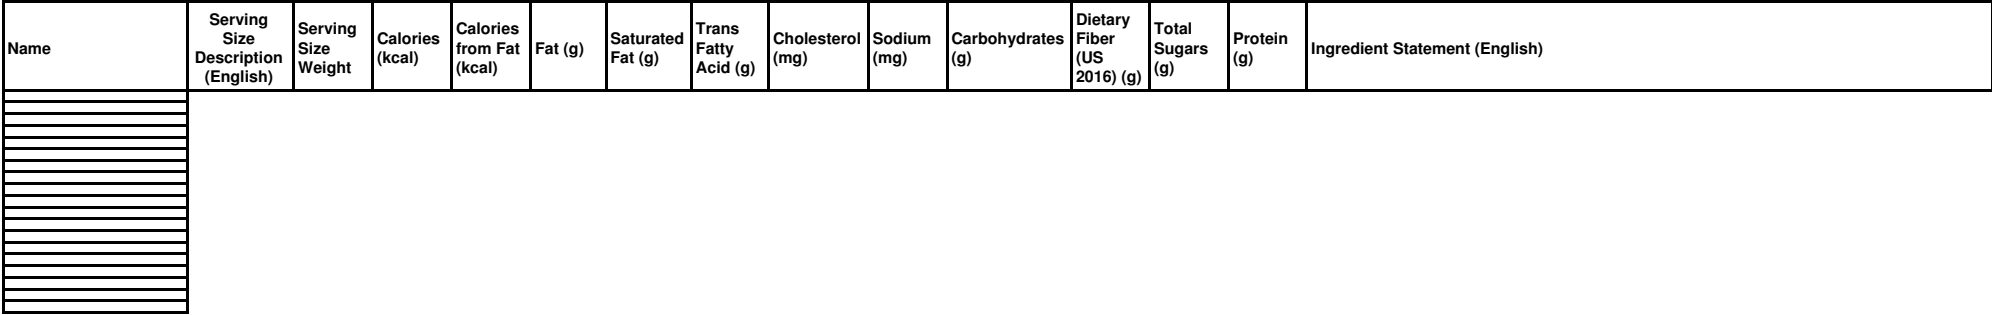 Name
Serving
Size
Description
(English)
Serving
Size
Weight
Calories
(kcal)
Calories
from Fat
(kcal)
Fat (g)
Saturated
Fat (g)
Trans
Fatty
Acid (g)
Cholesterol
(mg)
Sodium
(mg)
Carbohydrates
(g)
Dietary
Fiber
(US
2016) (g)
Total
Sugars
(g)
Protein
(g)
Ingredient Statement (English)